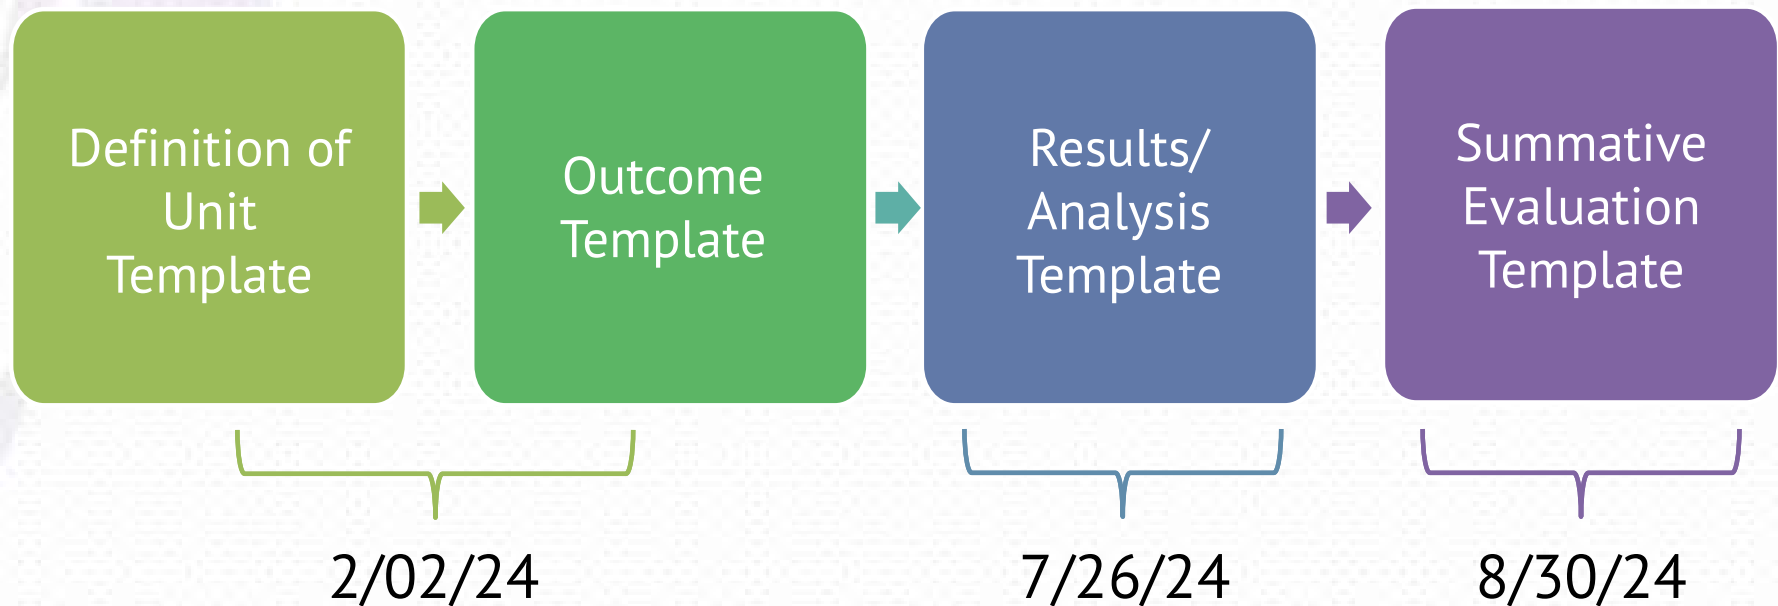 Definition of
Unit
Template
Outcome
Template
Results/
Analysis
Template
Summative
Evaluation
Template
2/02/24
7/26/24
8/30/24